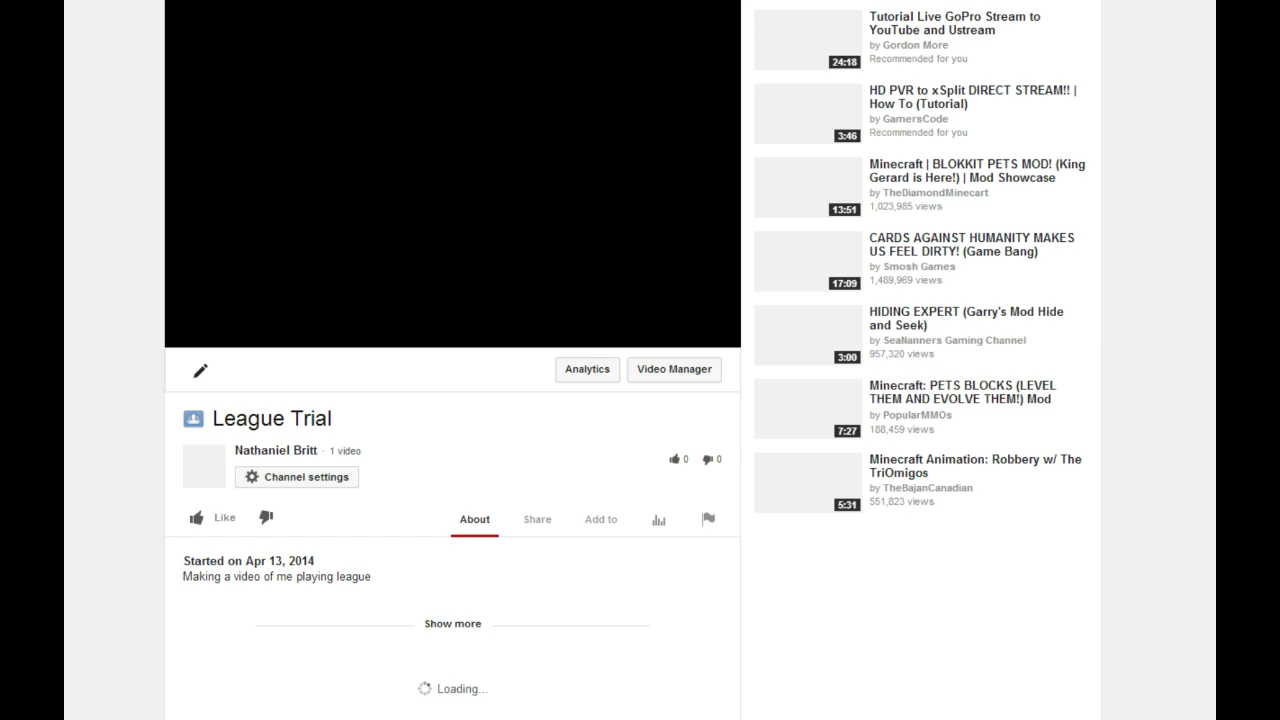 Analytics
Video Manager
League Trial
Nathaniel Britt · 1 video
Channel settings
0 0
Like
About Share Add to
Started on Apr 13, 2014
Making a video of me playing league
Show more
Loading...
Tutorial Live GoPro Stream to
YouTube and Ustream
by Gordon More
Recommended for you
24:18
HD PVR to xSplit DIRECT STREAM!! |
How To (Tutorial)
by GamersCode
Recommended for you
3:46
Minecraft | BLOKKIT PETS MOD! (King
Gerard is Here!) | Mod Showcase
by TheDiamondMinecart
1,023,985 views
13:51
CARDS AGAINST HUMANITY MAKES
US FEEL DIRTY! (Game Bang)
by Smosh Games
1,489,969 views
17:09
HIDING EXPERT (Garry's Mod Hide
and Seek)
by SeaNanners Gaming Channel
957,320 views
3:00
Minecraft: PETS BLOCKS (LEVEL
THEM AND EVOLVE THEM!) Mod
by PopularMMOs
188,459 views
7:27
Minecraft Animation: Robbery w/ The
TriOmigos
by TheBajanCanadian
551,823 views
5:31